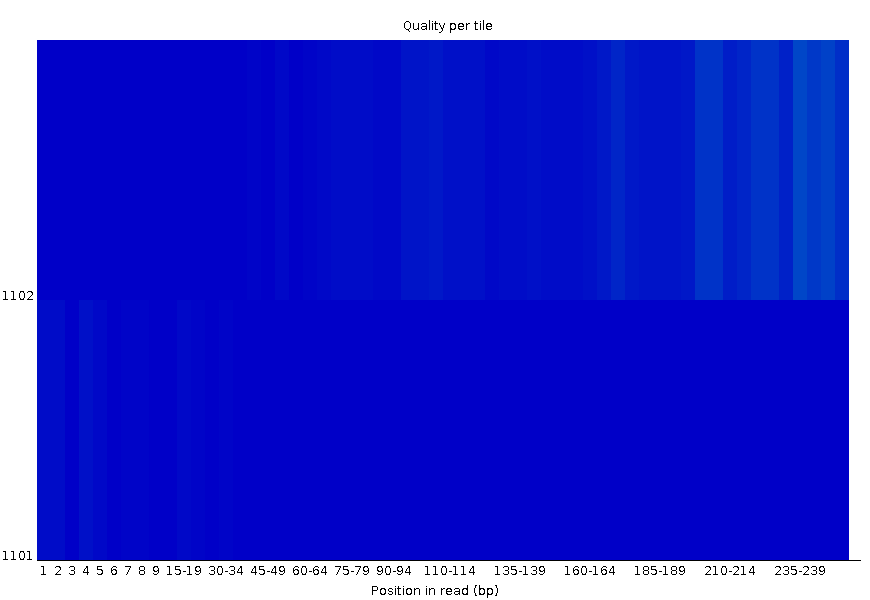 Quality per tile
1102
1101
1 2 3 4 5 6 7 8 9 15-19 30-34 45-49 60-64 75-79 90-94 110-114 135-139 160-164 185-189 210-214 235-239
Position in read (bp)